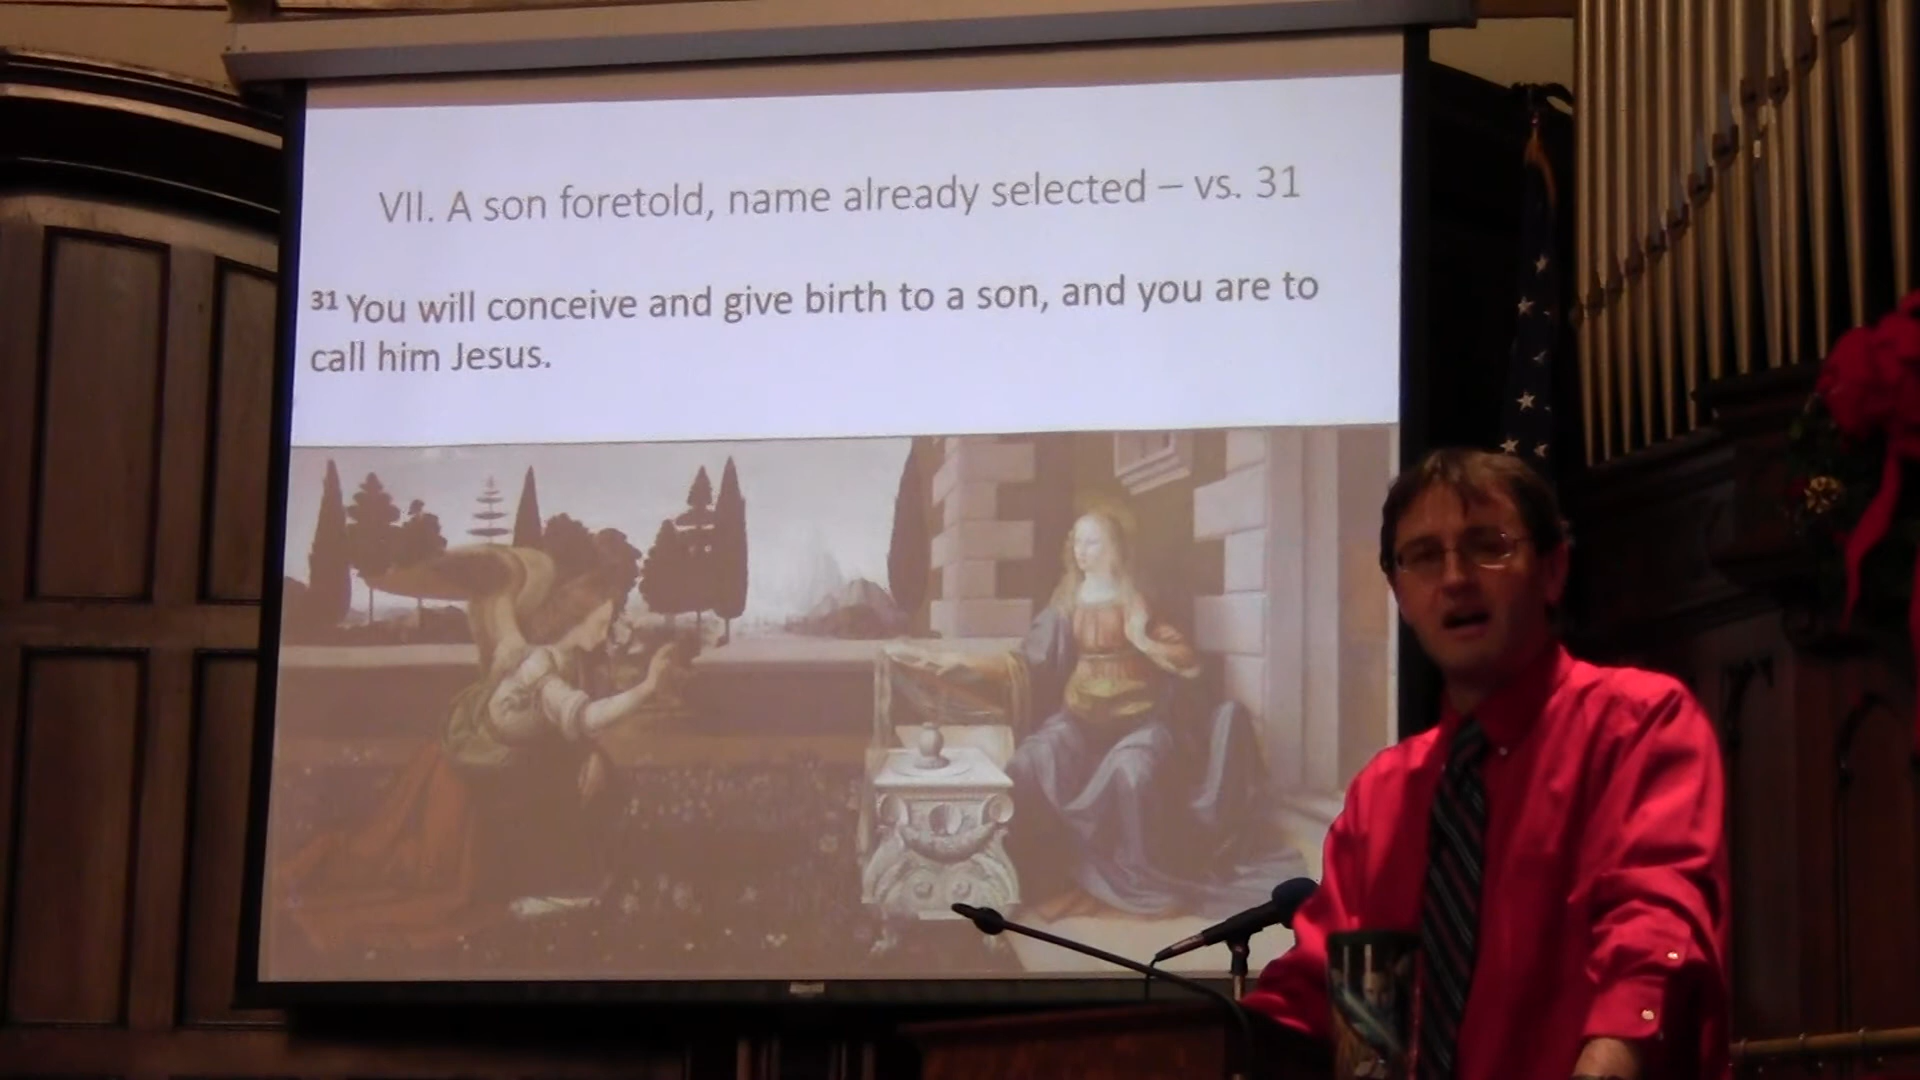 VII. A son foretold, name already selected – vs. 31
31 You will conceive and give birth to a son, and you are to
call him Jesus.